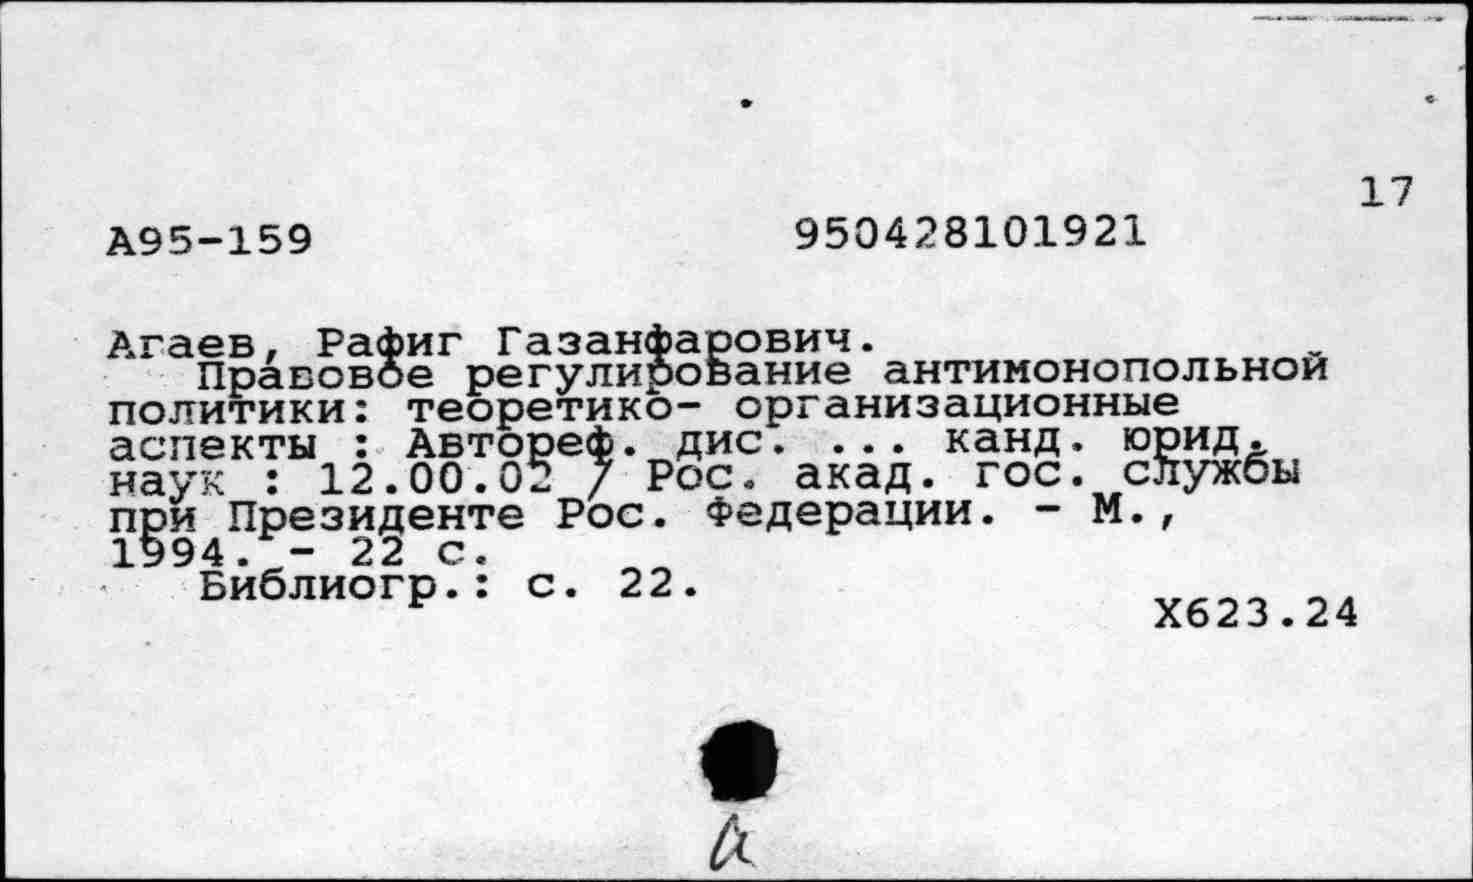 17
А95-159 950428101921
Агаев, Рафиг Газанфарович.
Правовое регулирование антимонопольной
политики: теоретико- организационные
аспекты : Автореф. дис. ... канд. юрид.
наук : 12.00.02 / Рос. акад. гос. службы
при Президенте Рос. Федерации. - М.,
1994. - 22 с.
Библиогр.: с. 22.
Х623.24